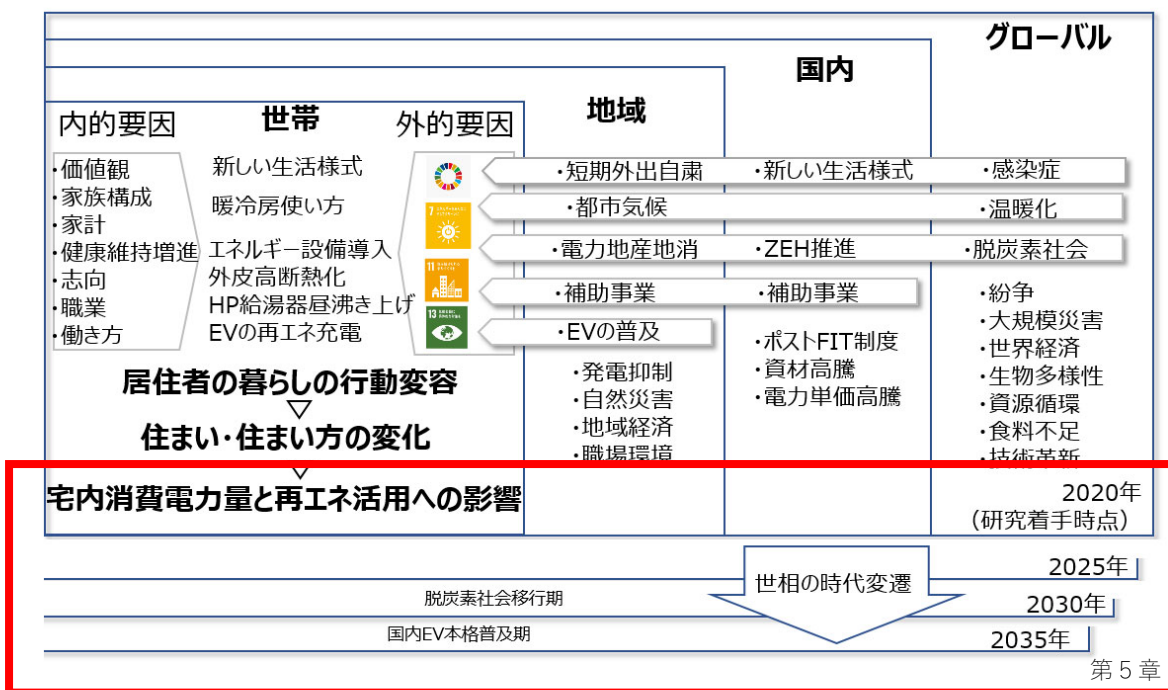 グローバル
国内
地域
世帯
内的要因
外的要因
・価値観
・家族構成
・家計
・健康維持増進
・志向
・職業
・働き方
新しい生活様式
暖冷房使い方
エネルギー設備導入
外皮高断熱化
HP給湯器昼沸き上げ
EVの再エネ充電
7
11
13
・短期外出自粛
・新しい生活様式
・感染症
・都市気候
・温暖化
・電力地産地消
・ZEH推進
・脱炭素社会
・補助事業
・補助事業
・EVの普及
・発電抑制
・自然災害
・地域経済
・職場環境
・ポストFIT制度
・資材高騰
・電力単価高騰
・紛争
・大規模災害
・世界経済
・生物多様性
・資源循環
・食料不足
・技術革新
居住者の暮らしの行動変容
住まい・住まい方の変化
宅内消費電力量と再エネ活用への影響
2020年
（研究着手時点）
世相の時代変遷
2025年
脱炭素社会移行期
2030年
国内EV本格普及期
2035年
第５章